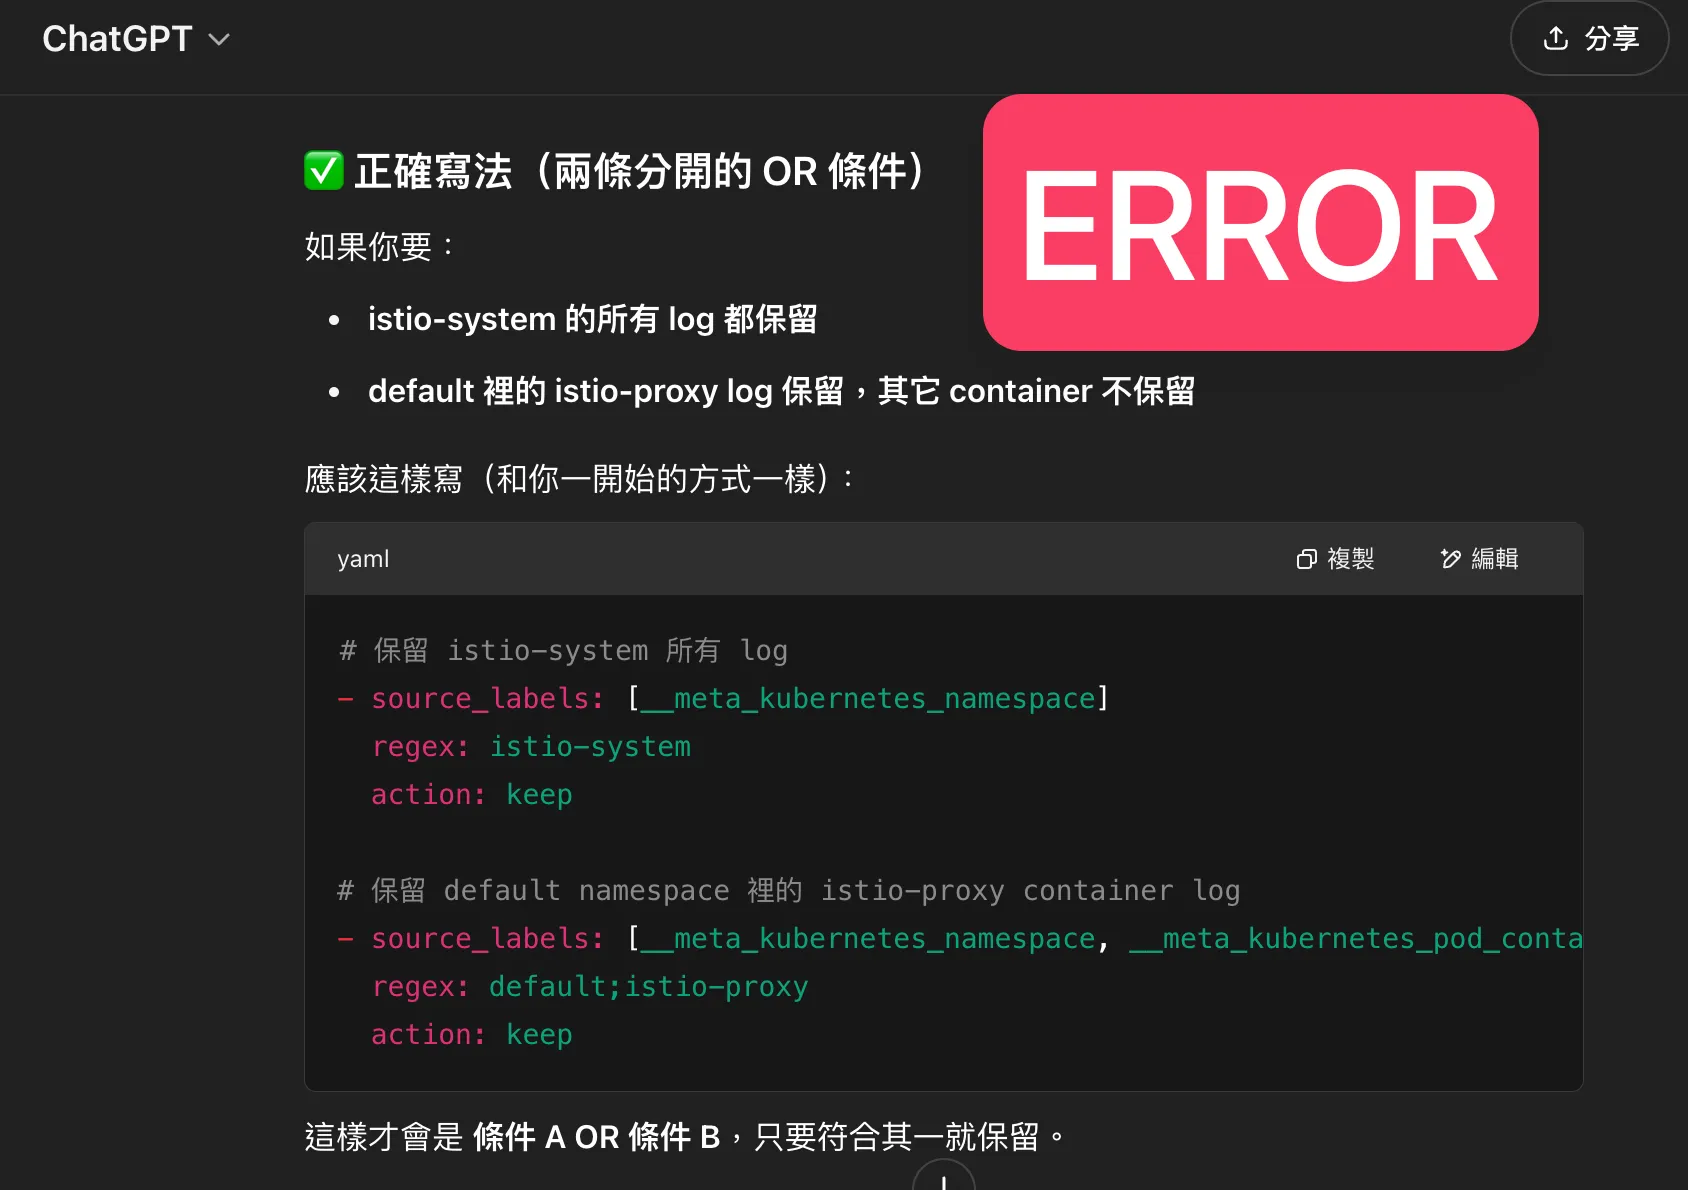 ChatGPT
分享
ERROR
✅ 正確寫法（兩條分開的 OR 條件）
如果你要：
• istio-system 的所有 log 都保留
• default 裡的 istio-proxy log 保留，其它 container 不保留
應該這樣寫（和你一開始的方式一樣）：
yaml
複製
編輯
# 保留 istio-system 所有 log
- source_labels: [__meta_kubernetes_namespace]
regex: istio-system
action: keep
# 保留 default namespace 裡的 istio-proxy container log
- source_labels: [__meta_kubernetes_namespace, __meta_kubernetes_pod_conta
regex: default;istio-proxy
action: keep
這樣才會是 條件 A OR 條件 B，只要符合其一就保留。